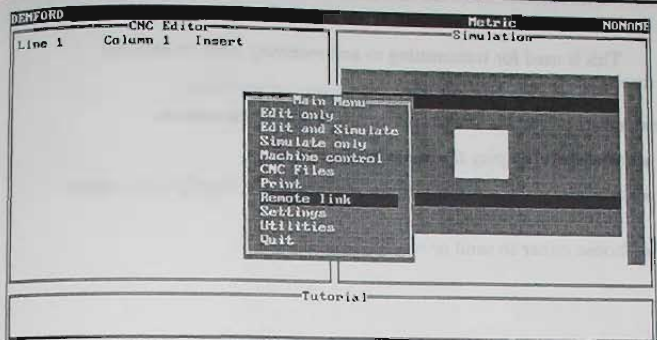 DENFORD Metric NONAME
CNC Editor Simulation
Line 1 Column 1 Insert
Main Menu
Edit only
Edit and Simulate
Simulate only
Machine control
CNC Files
Print
Remote link
Settings
Utilities
Quit
Tutorial